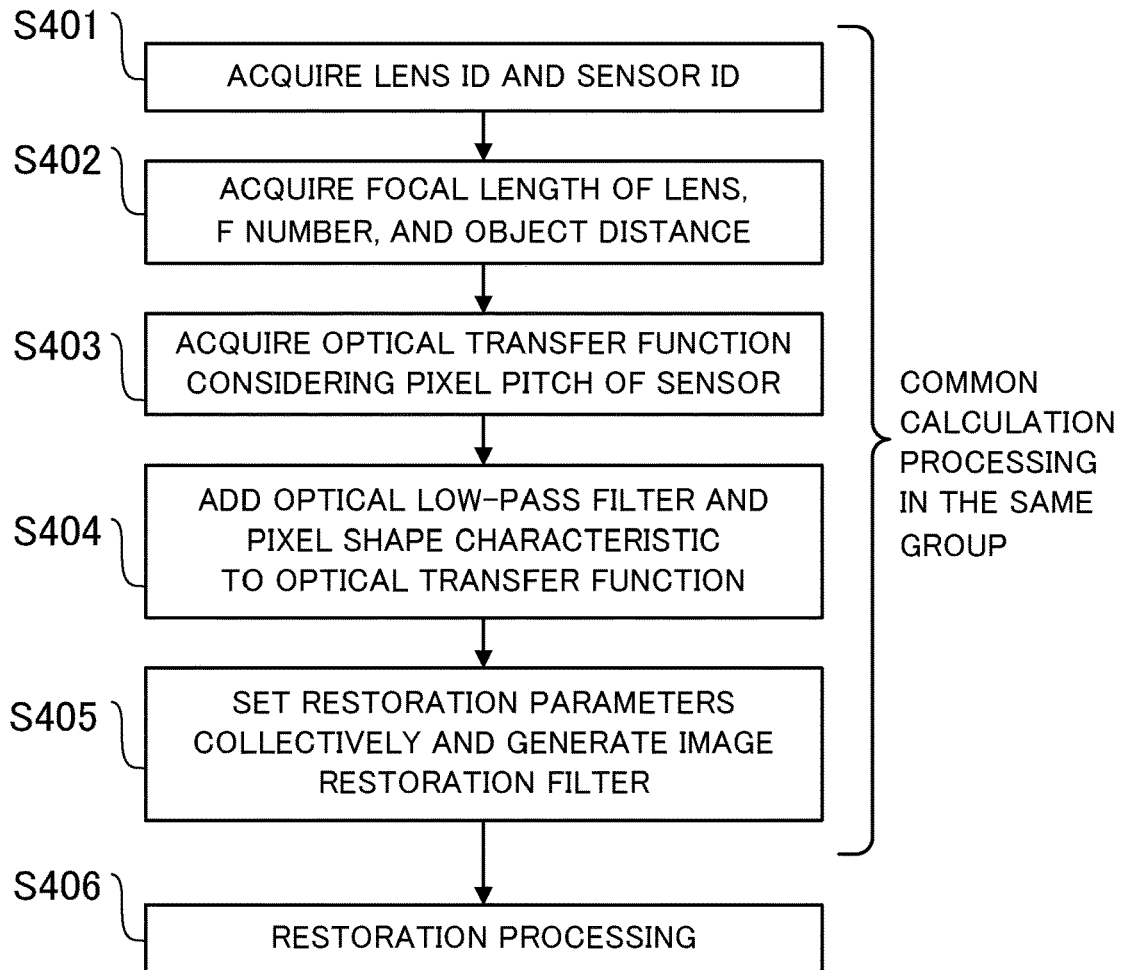 S401
ACQUIRE LENS ID AND SENSOR ID
S402
ACQUIRE FOCAL LENGTH OF LENS,
F NUMBER, AND OBJECT DISTANCE
S403
ACQUIRE OPTICAL TRANSFER FUNCTION
CONSIDERING PIXEL PITCH OF SENSOR
S404
ADD OPTICAL LOW-PASS FILTER AND
PIXEL SHAPE CHARACTERISTIC
TO OPTICAL TRANSFER FUNCTION
S405
SET RESTORATION PARAMETERS
COLLECTIVELY AND GENERATE IMAGE
RESTORATION FILTER
COMMON
CALCULATION
PROCESSING
IN THE SAME
GROUP
S406
RESTORATION PROCESSING